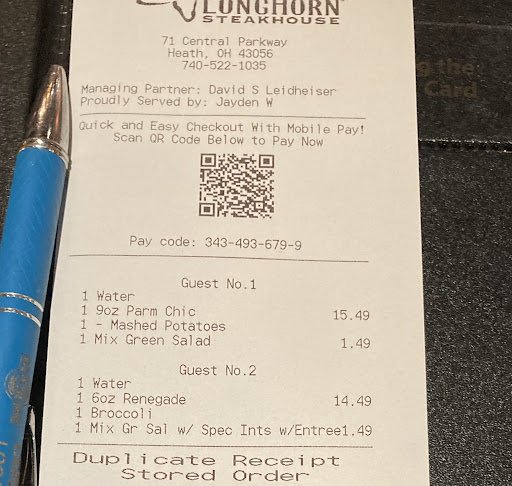 LONGHORN®
STEAKHOUSE
71 Central Parkway
Heath, OH 43056
740-522-1035
Managing Partner: David S Leidheiser
Proudly Served by: Jayden W
Quick and Easy Checkout With Mobile Pay!
Scan QR Code Below to Pay Now
Pay code: 343-493-679-9
Guest No.1
1 Water
1 9oz Parm Chic 15.49
1 - Mashed Potatoes
1 Mix Green Salad 1.49
Guest No.2
1 Water
1 6oz Renegade 14.49
1 Broccoli
1 Mix Gr Sal w/ Spec Ints w/Entree1.49
Duplicate Receipt
Stored Order
the
Card